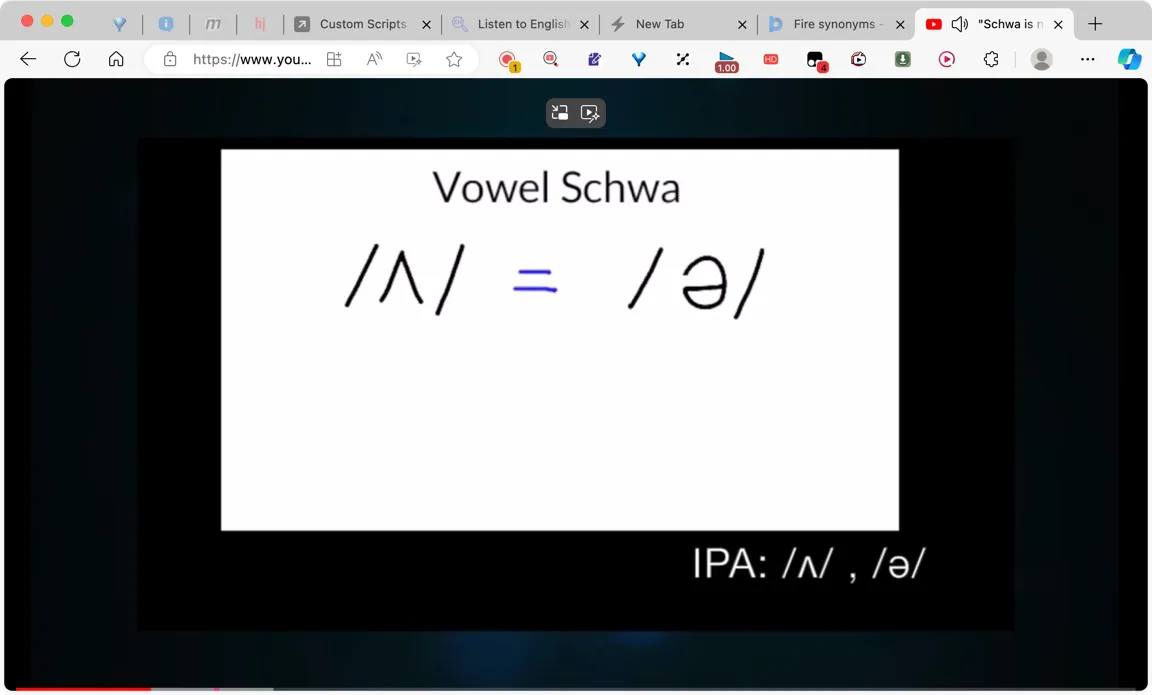 Custom Scripts
Listen to English
New Tab
Fire synonyms -
"Schwa is n
https://www.you...
1
1.00
HD
4
Vowel Schwa
/ʌ/ = /ə/
IPA: /ʌ/ , /ə/